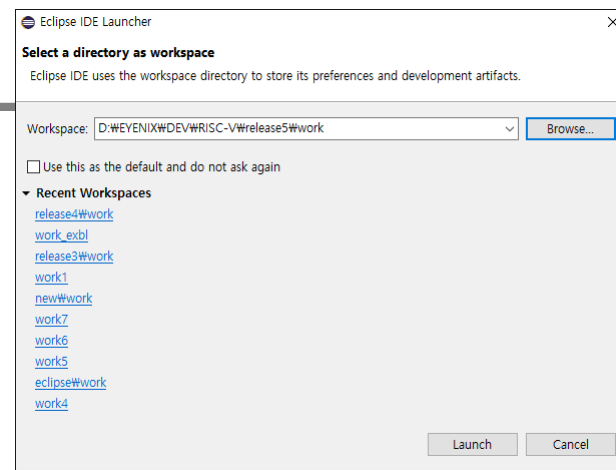 Eclipse IDE Launcher
Select a directory as workspace
Eclipse IDE uses the workspace directory to store its preferences and development artifacts.
Workspace: D:₩EYENIX₩DEV₩RISC-V₩release5₩work Browse...
Use this as the default and do not ask again
Recent Workspaces
release4₩work
work_exbl
release3₩work
work1
new₩work
work7
work6
work5
eclipse₩work
work4
Launch Cancel